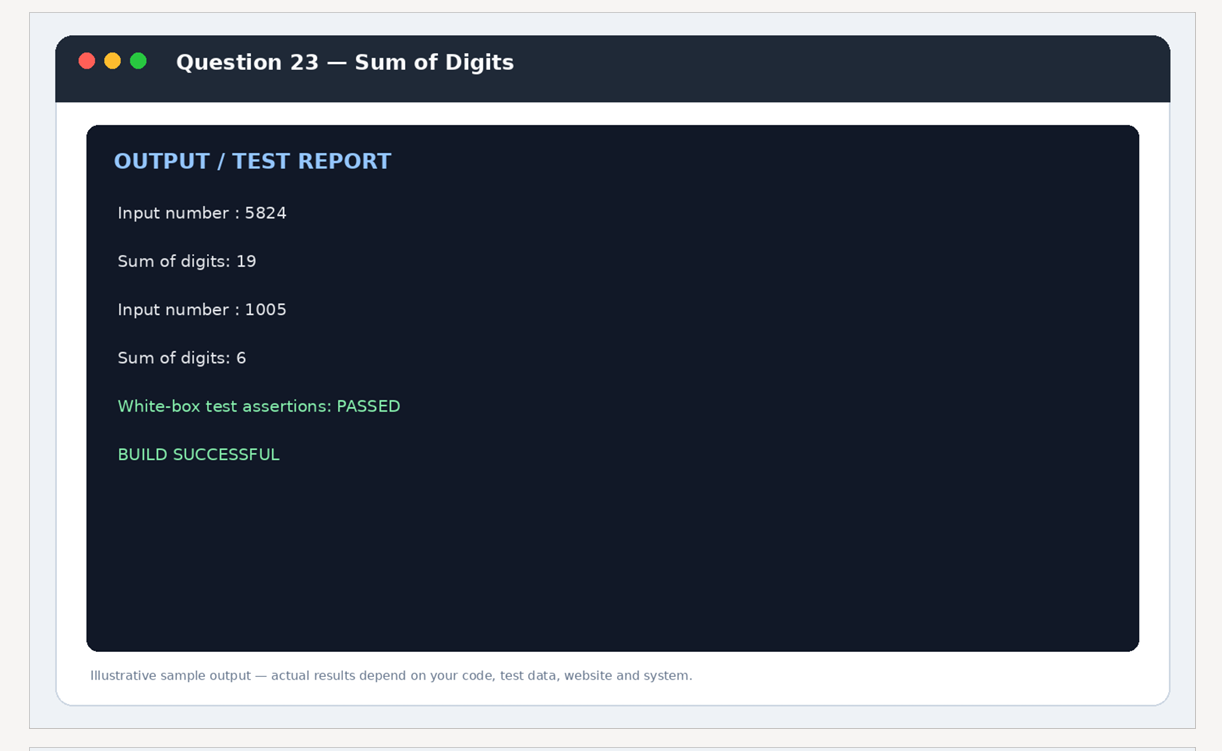 Question 23 — Sum of Digits
OUTPUT / TEST REPORT
Input number : 5824
Sum of digits: 19
Input number : 1005
Sum of digits: 6
White-box test assertions: PASSED
BUILD SUCCESSFUL
Illustrative sample output — actual results depend on your code, test data, website and system.